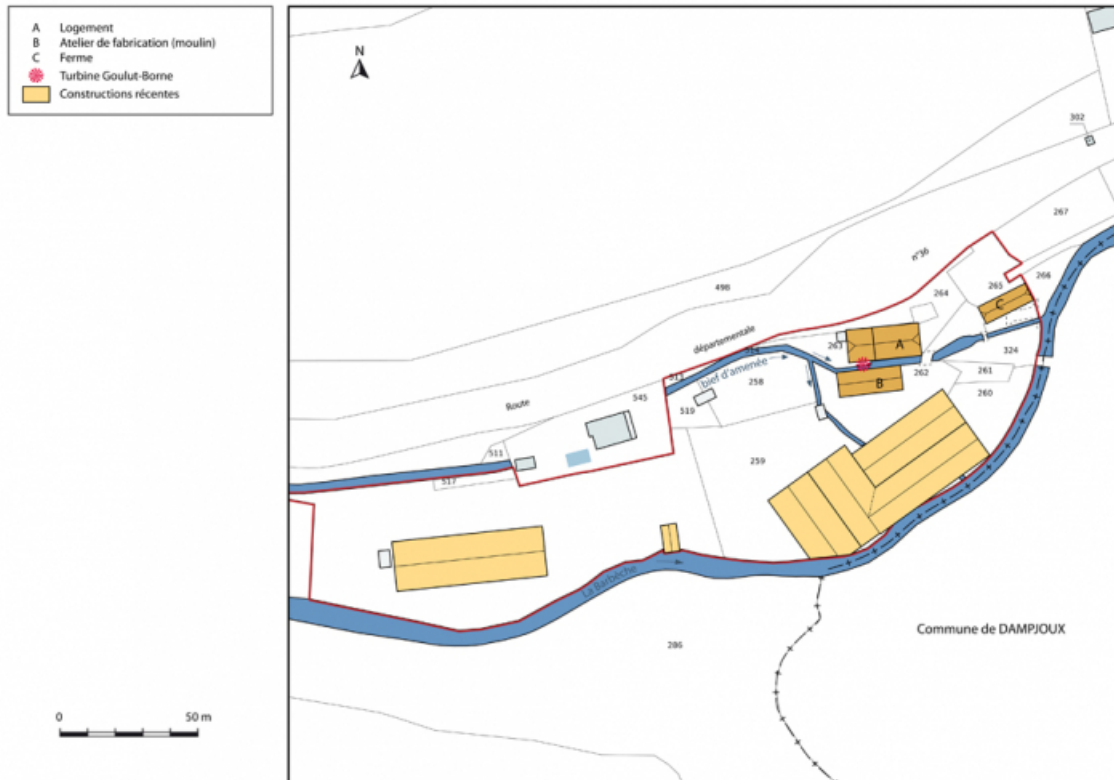 A Logement
B Atelier de fabrication (moulin)
C Ferme
Turbine Goulut-Borne
Constructions récentes
N
302
267
n°36
266
498
265
C
264
départementale
263
A
324
bief d'amenée
262
261
258
B
260
Route
545
519
511
259
517
La Barbèche
Commune de DAMPJOUX
286
0 50 m